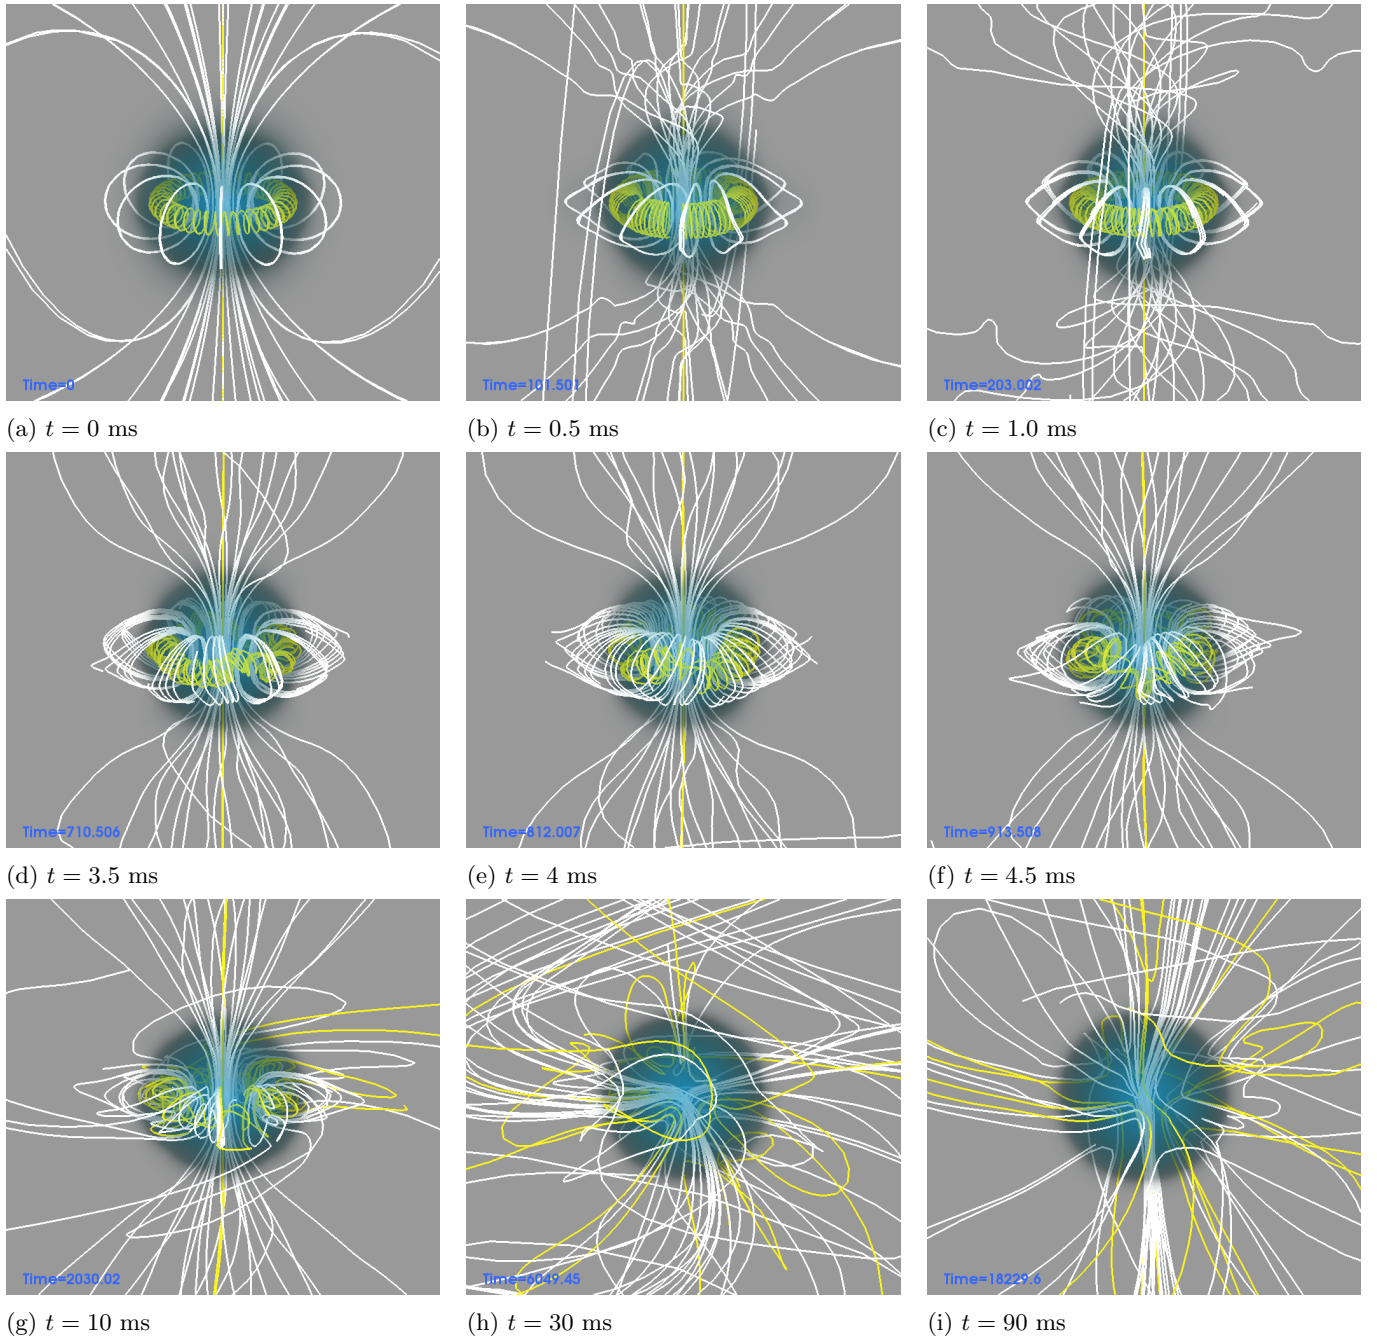 Time=0
Time=101.501
Time=203.002
(a) t = 0 ms
(b) t = 0.5 ms
(c) t = 1.0 ms
Time=710.506
Time=812.007
Time=913.508
(d) t = 3.5 ms
(e) t = 4 ms
(f) t = 4.5 ms
Time=2030.02
Time=6049.45
Time=18229.6
(g) t = 10 ms
(h) t = 30 ms
(i) t = 90 ms